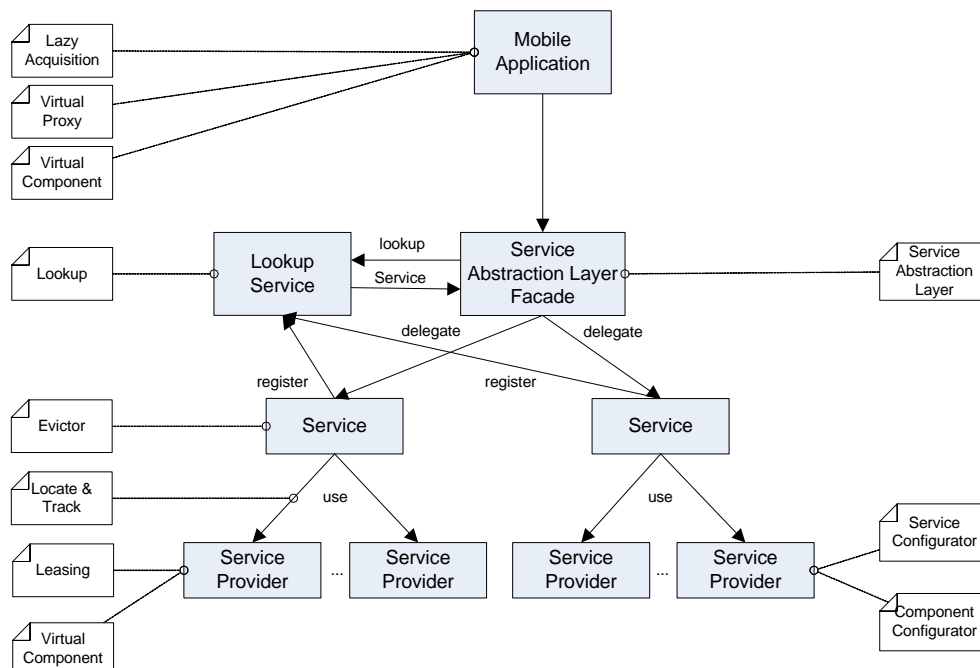 Lazy
Acquisition
Mobile
Application
Virtual
Proxy
Virtual
Component
Lookup
Lookup
Service
lookup
Service
Service
Abstraction Layer
Facade
Service
Abstraction
Layer
delegate
delegate
register
register
Evictor
Service
Service
Locate &
Track
use
use
Leasing
Service
Provider
...
Service
Provider
Service
Provider
...
Service
Provider
Service
Configurator
Virtual
Component
Component
Configurator